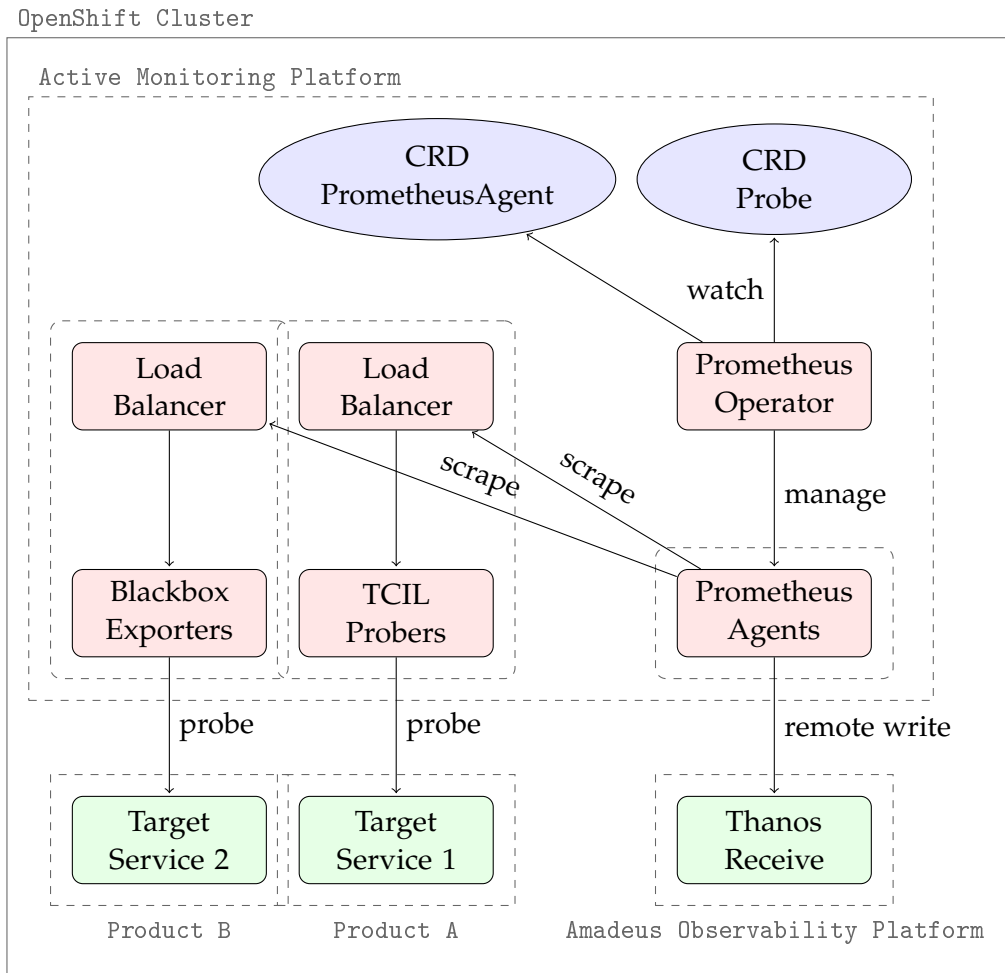 OpenShift Cluster
Active Monitoring Platform
CRD
PrometheusAgent
CRD
Probe
watch
Load
Balancer
Load
Balancer
Prometheus
Operator
scrape
scrape
manage
Blackbox
Exporters
TCIL
Probers
Prometheus
Agents
probe
probe
remote write
Target
Service 2
Target
Service 1
Thanos
Receive
Product B
Product A
Amadeus Observability Platform